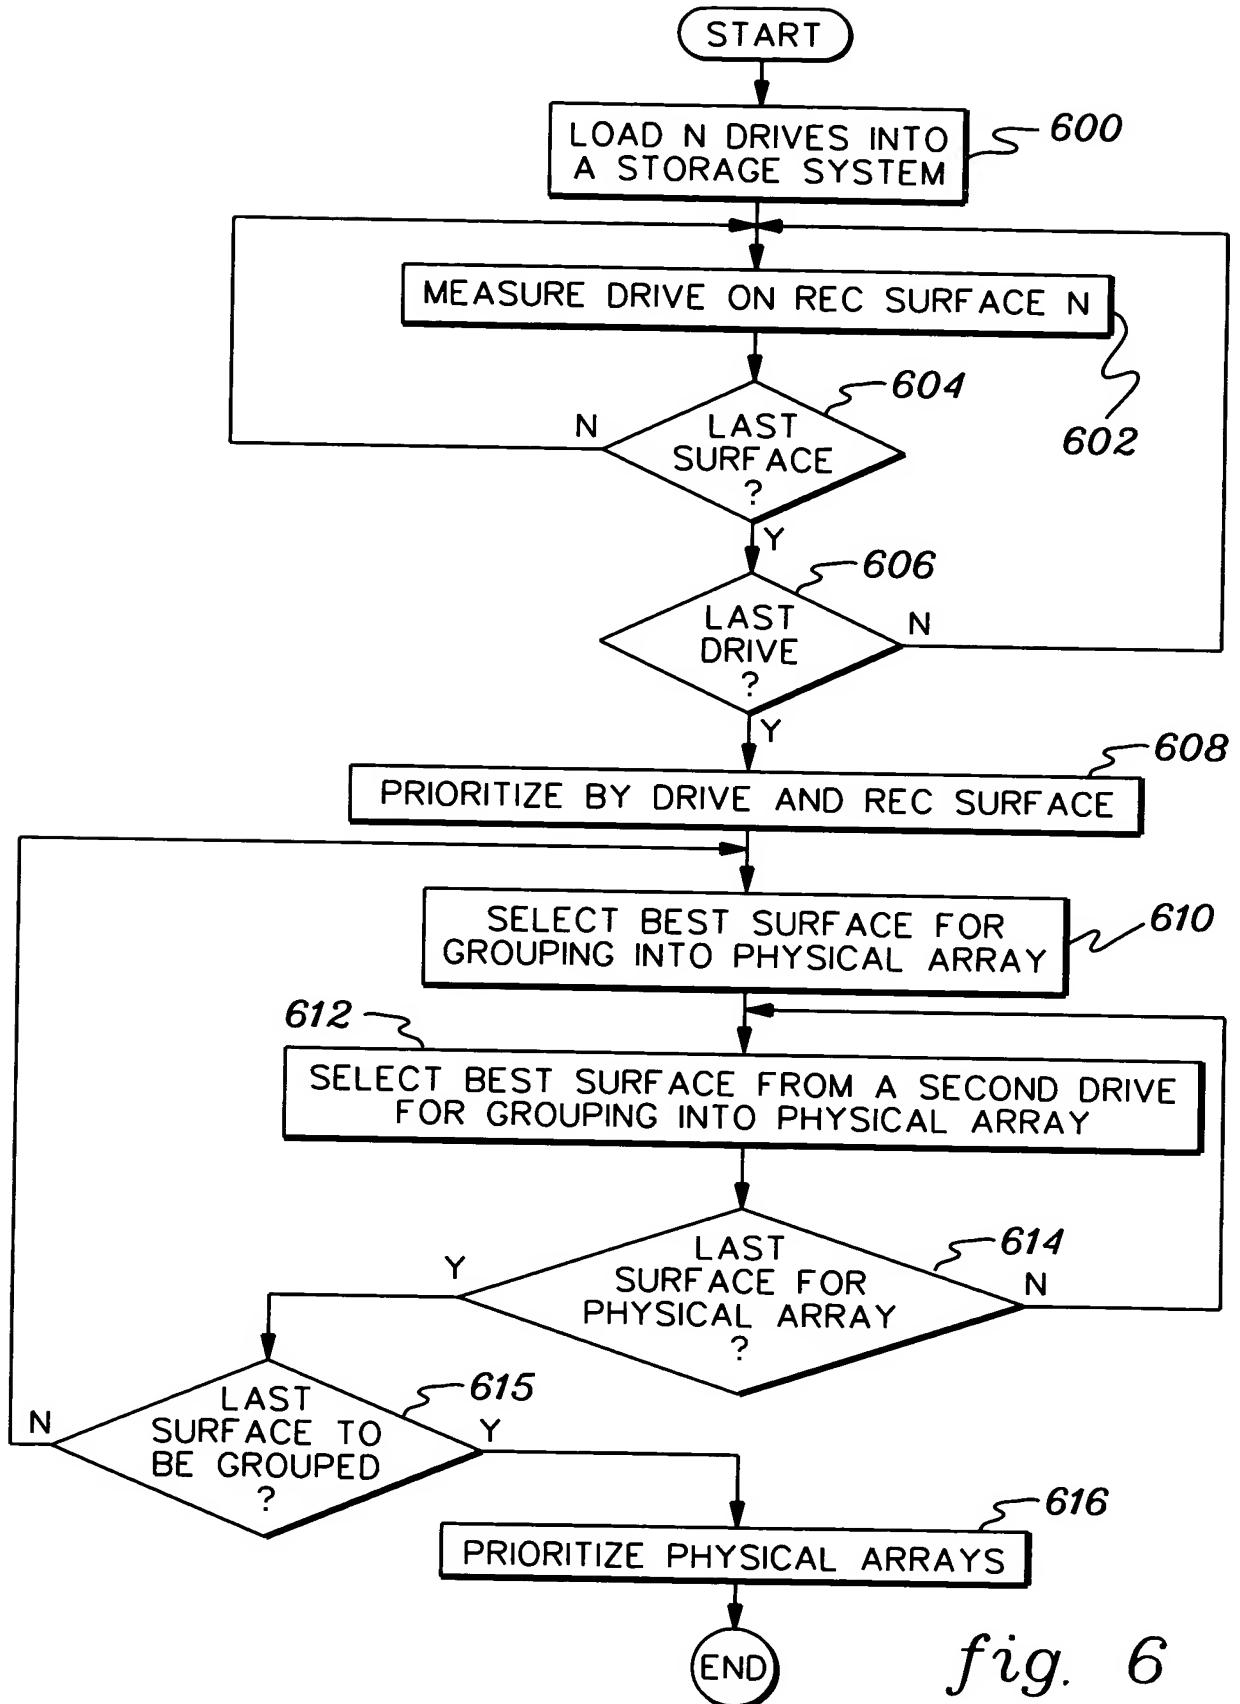 START
LOAD N DRIVES INTO
A STORAGE SYSTEM
600
MEASURE DRIVE ON REC SURFACE N
602
604
N
LAST
SURFACE
?
Y
606
LAST
DRIVE
?
N
Y
608
PRIORITIZE BY DRIVE AND REC SURFACE
SELECT BEST SURFACE FOR
GROUPING INTO PHYSICAL ARRAY
610
612
SELECT BEST SURFACE FROM A SECOND DRIVE
FOR GROUPING INTO PHYSICAL ARRAY
614
Y
LAST
SURFACE FOR
PHYSICAL ARRAY
?
N
615
N
LAST
SURFACE TO
BE GROUPED
?
Y
616
PRIORITIZE PHYSICAL ARRAYS
END
fig. 6